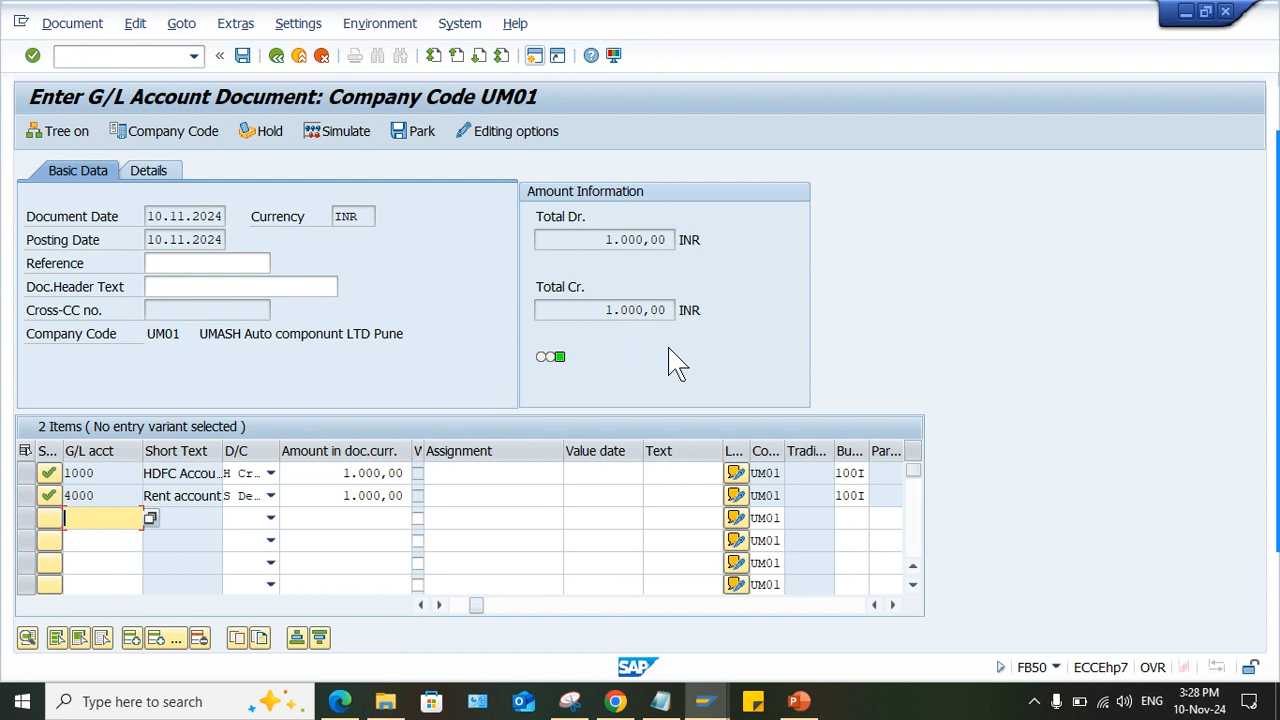 Document Edit Goto Extras Settings Environment System Help
Enter G/L Account Document: Company Code UM01
Tree on Company Code Hold Simulate Park Editing options
Basic Data Details
Document Date 10.11.2024 Currency INR
Posting Date 10.11.2024
Reference
Doc.Header Text
Cross-CC no.
Company Code UM01 UMASH Auto componunt LTD Pune
Amount Information
Total Dr.
1.000,00 INR
Total Cr.
1.000,00 INR
2 Items ( No entry variant selected )
S... G/L acct Short Text D/C Amount in doc.curr. W Assignment Value date Text L... Co... Tradi... Bu... Par...
1000 HDFC Accou... H Cr... 1.000,00 UM01 100I
4000 Rent account S De... 1.000,00 UM01 100I
UM01
UM01
UM01
UM01
SAP
FB50 ECCEhp7 OVR
Type here to search
ENG
3:28 PM
10-Nov-24